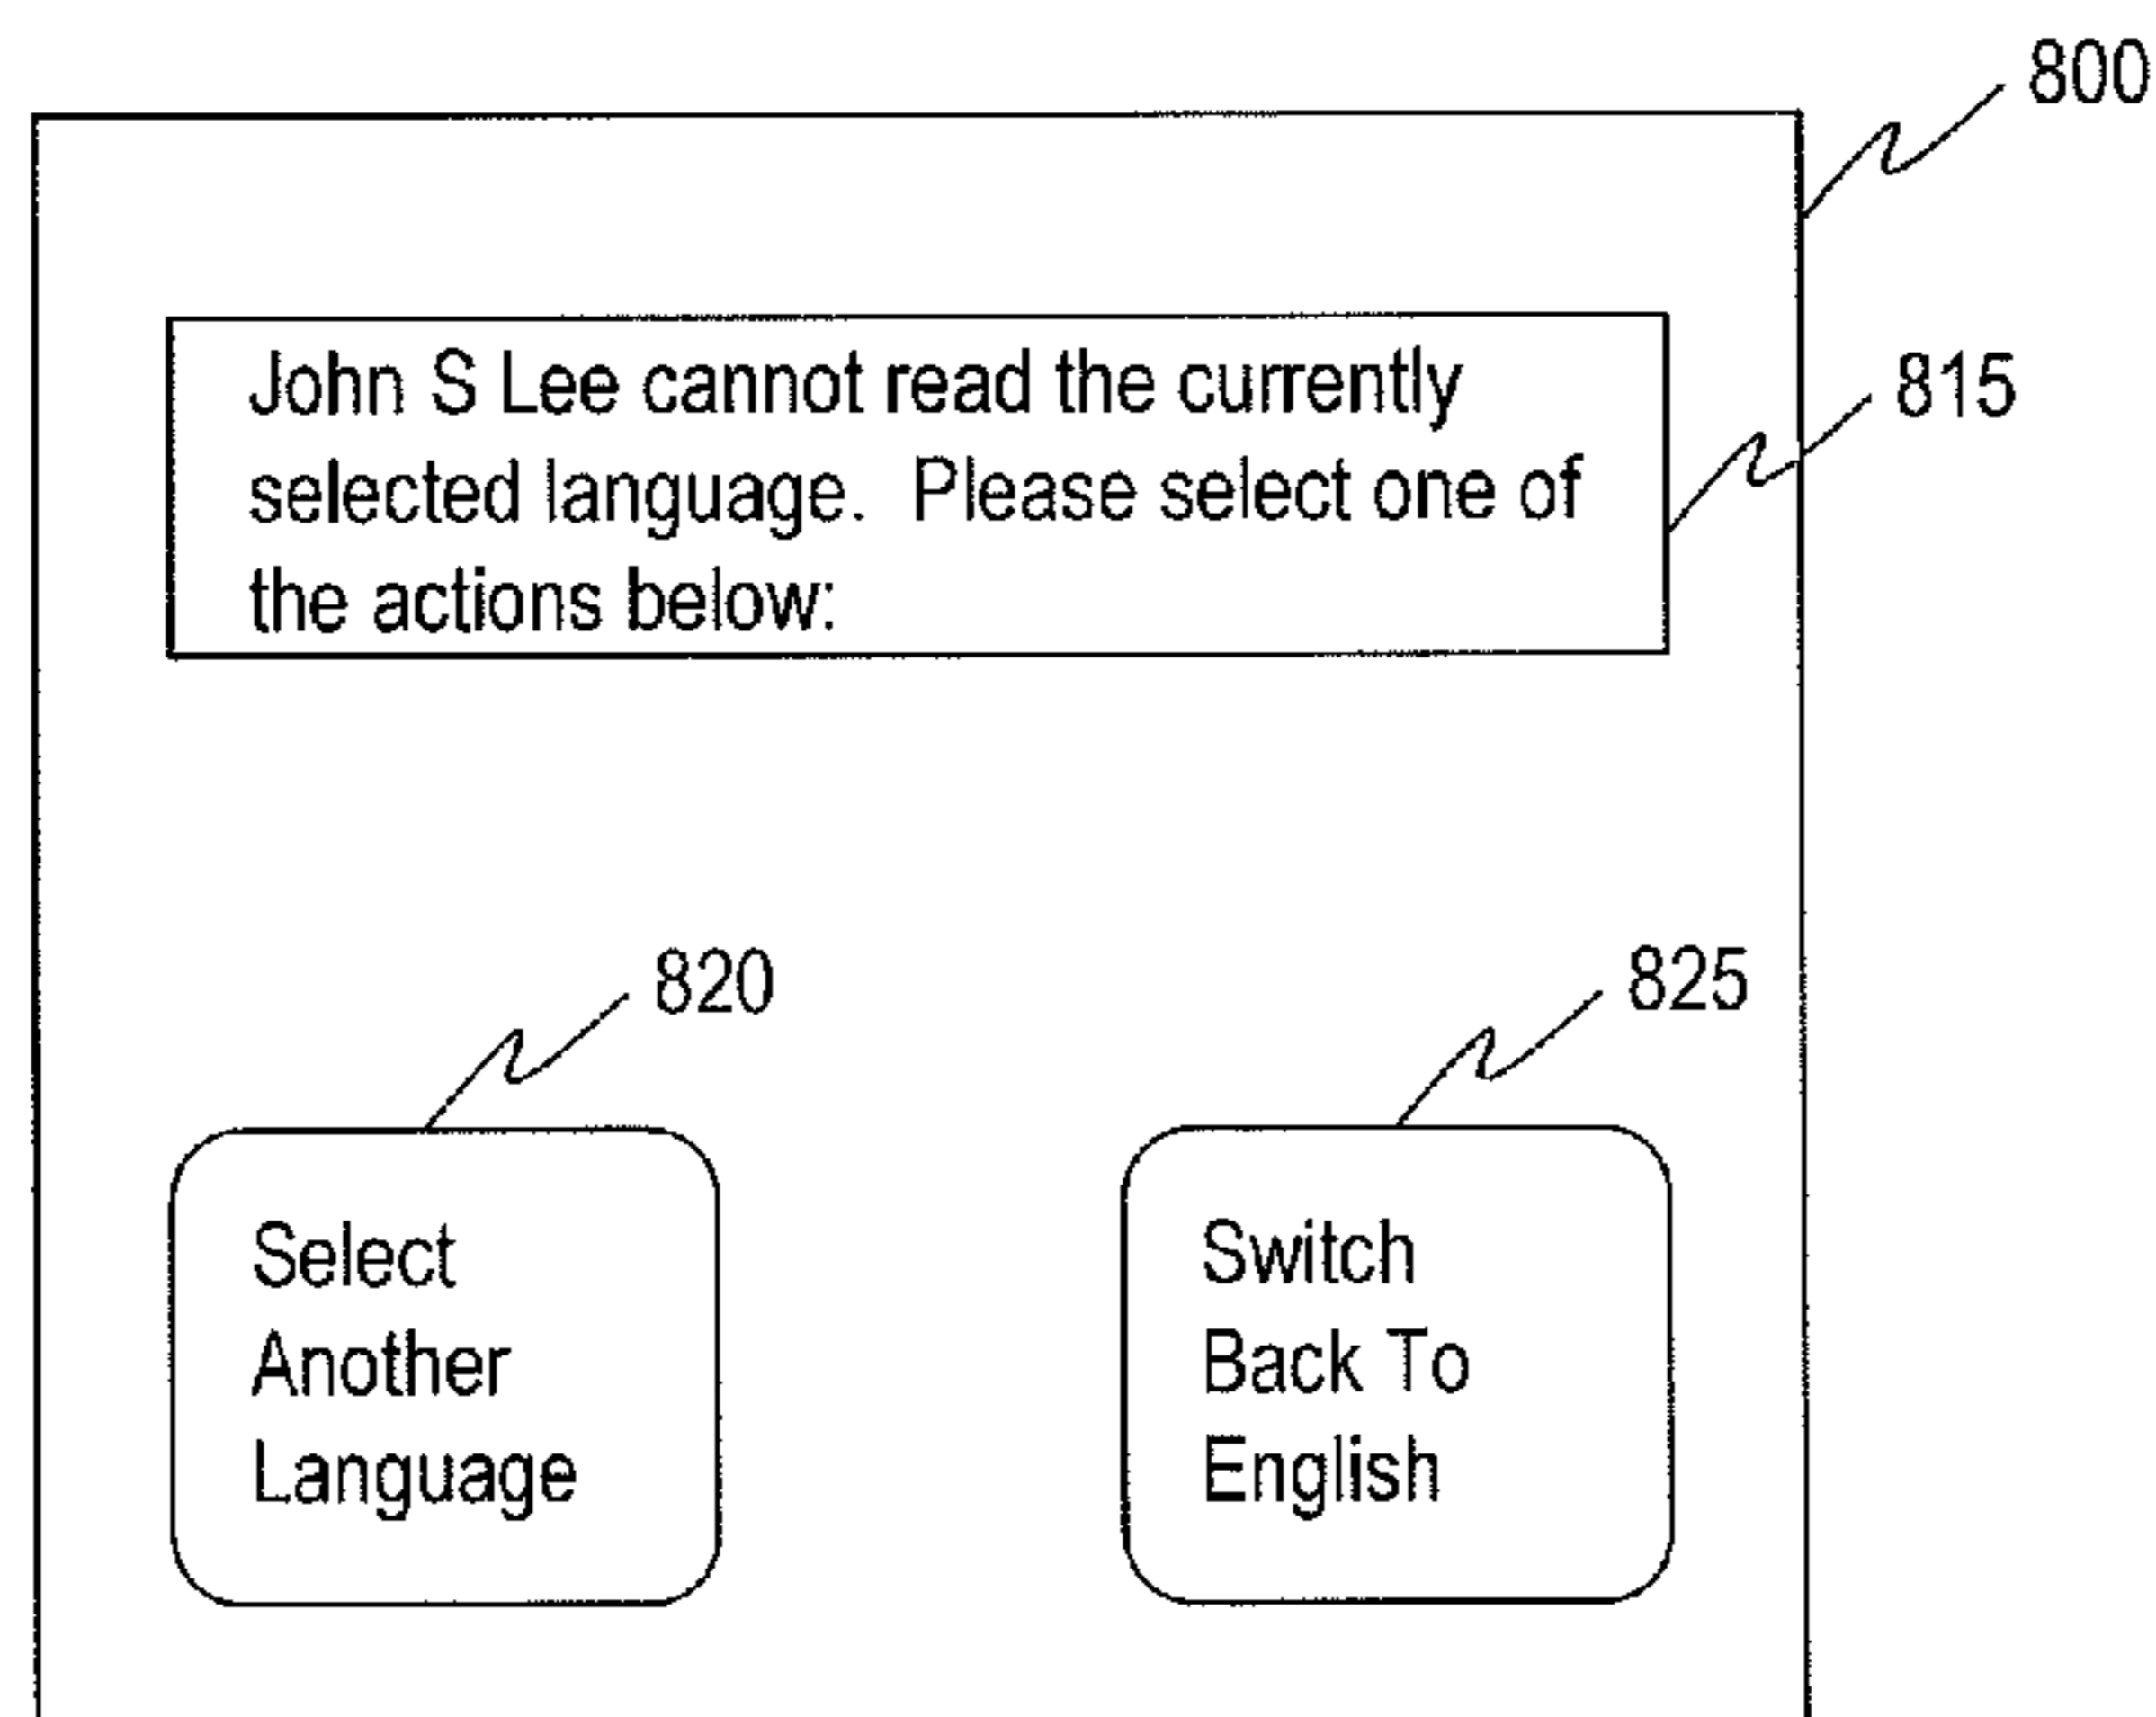 800
John S Lee cannot read the currently
selected language.  Please select one of
the actions below:
815
820
825
Select
Another
Language
Switch
Back To
English